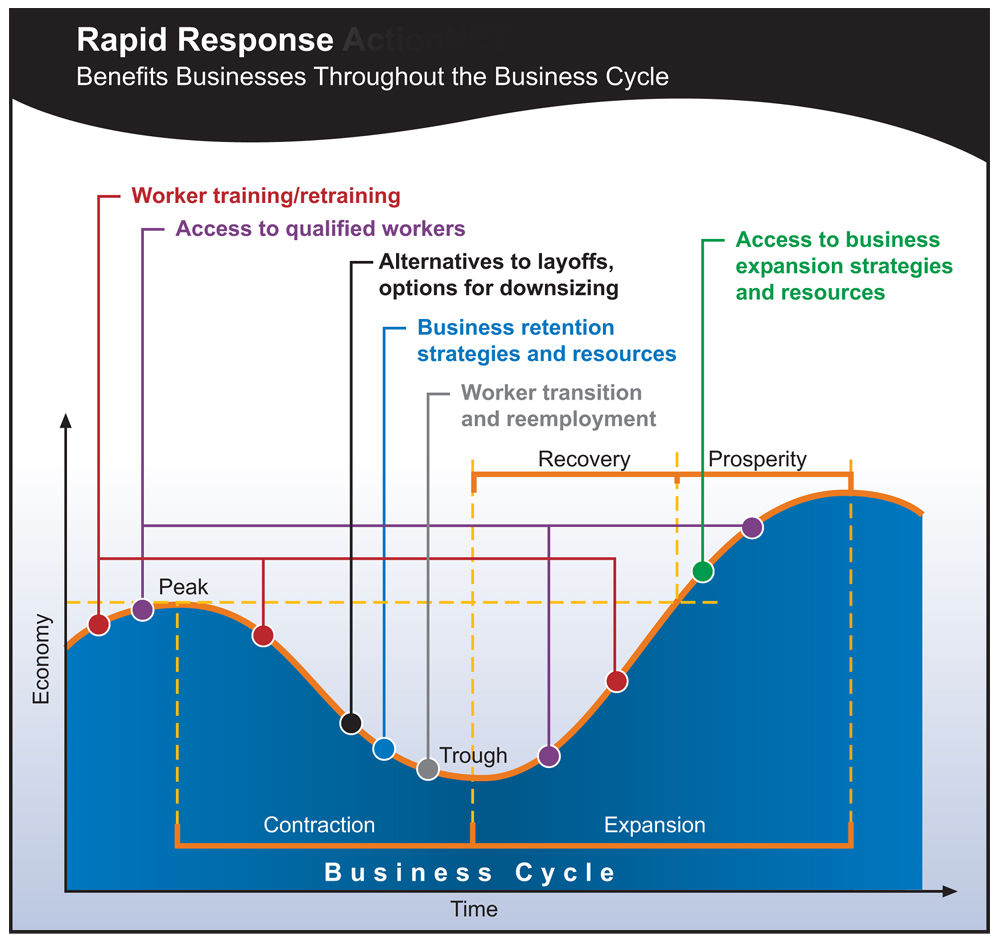 Rapid Response
Benefits Businesses Throughout the Business Cycle
Worker training/retraining
Access to qualified workers
Alternatives to layoffs,
options for downsizing
Business retention
strategies and resources
Worker transition
and reemployment
Access to business
expansion strategies
and resources
Recovery
Prosperity
Peak
Trough
Economy
Contraction
Expansion
Business Cycle
Time